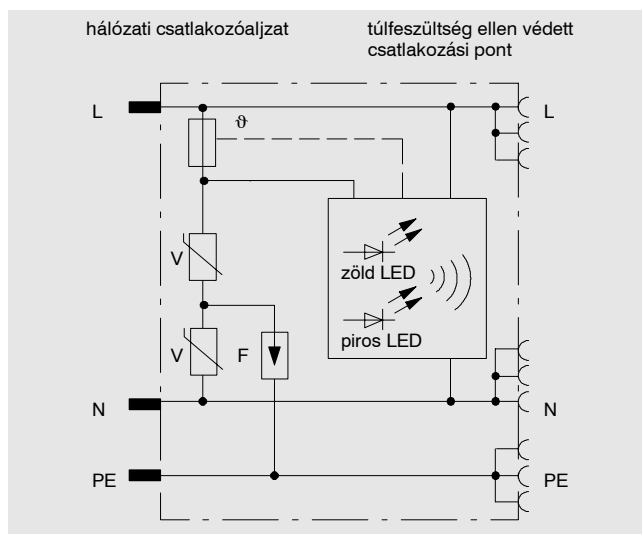 hálózati csatlakozóaljzat
túlfeszültség ellen védett
csatlakozási pont
L
ϑ
L
V
zöld LED
V
F
piros LED
N
N
PE
PE